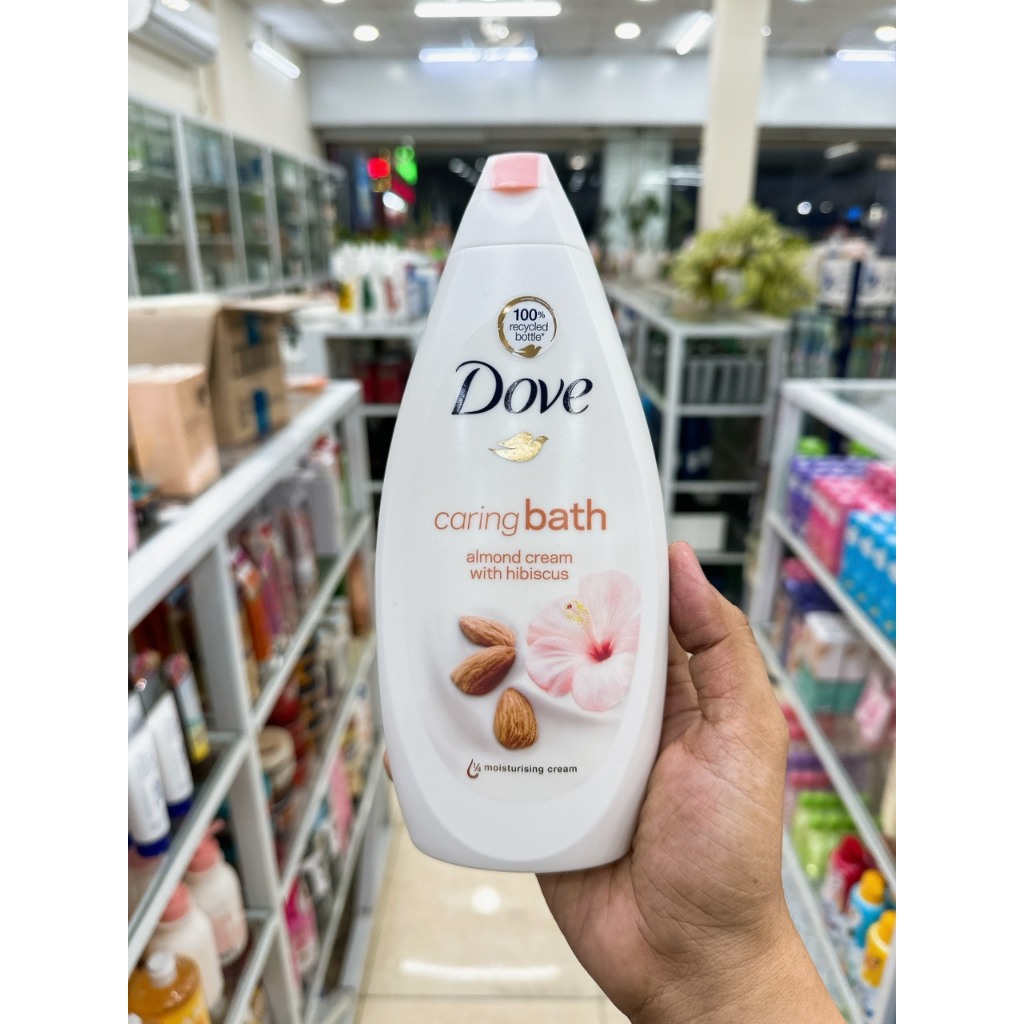 100%
recycled
bottle*
Dove
caring bath
almond cream
with hibiscus
1/4 moisturising cream